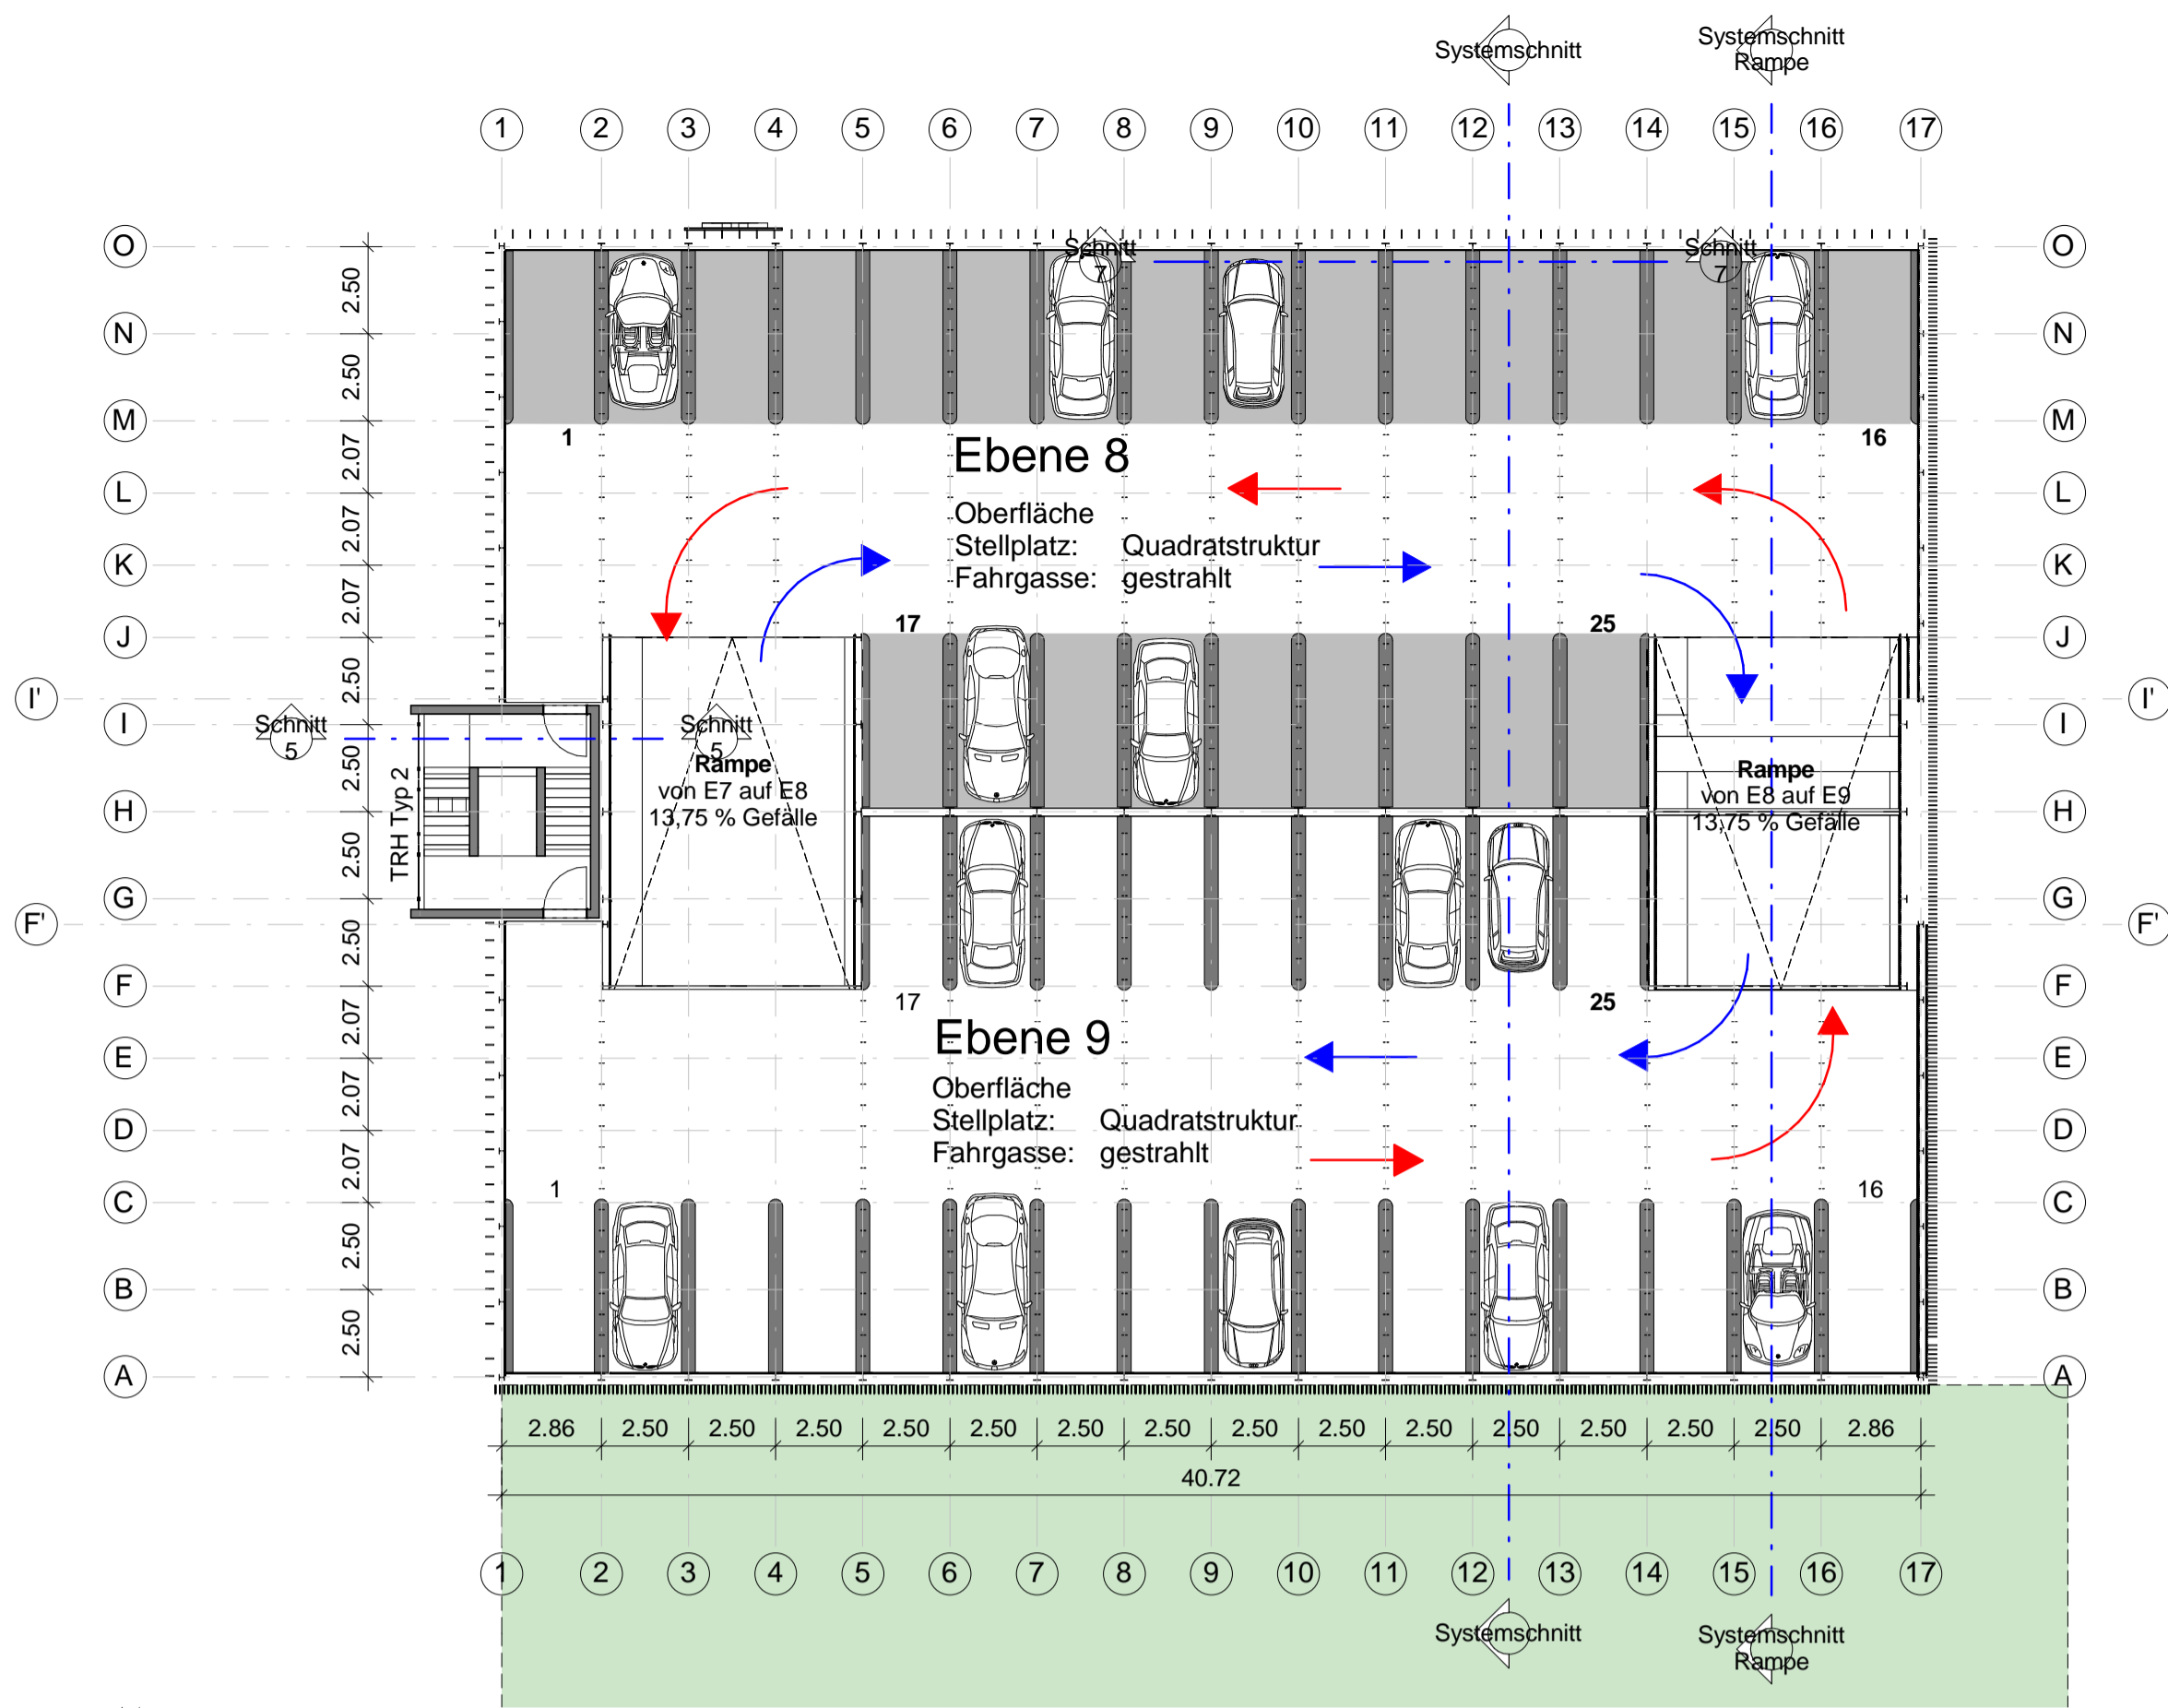 Systemschnitt
Systemschnitt
Rampe
1 2 3 4 5 6 7 8 9 10 11 12 13 14 15 16 17
O O
Schnitt
7
Schnitt
7
2.50
N N
2.50
M M
1 16
2.07
Ebene 8
L L
Oberfläche
2.07
Stellplatz: Quadratstruktur
K K
Fahrgasse: gestrahlt
2.07
17 25
J J
2.50
I' I'
I I
Schnitt
5
Schnitt
5
2.50
Rampe
von E7 auf E8
13,75 % Gefälle
Rampe
von E8 auf E9
13,75 % Gefälle
TRH Typ 2
H H
2.50
G G
F' F'
2.50
F F
17 25
2.07
Ebene 9
E E
Oberfläche
2.07
Stellplatz: Quadratstruktur
D D
Fahrgasse: gestrahlt
2.07
1 16
C C
2.50
B B
2.50
A A
2.86 2.50 2.50 2.50 2.50 2.50 2.50 2.50 2.50 2.50 2.50 2.50 2.50 2.50 2.50 2.86
40.72
1 2 3 4 5 6 7 8 9 10 11 12 13 14 15 16 17
Systemschnitt
Systemschnitt
Rampe